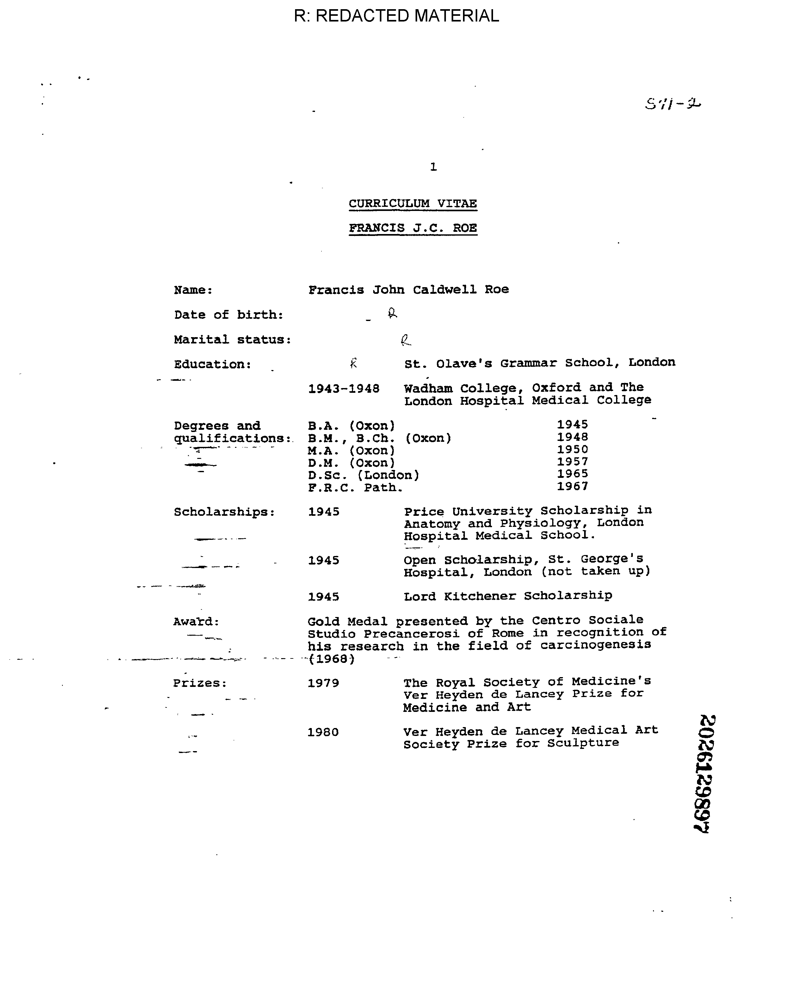 R: REDACTED MATERIAL
S71-2
1
CURRICULUM VITAE
FRANCIS J.C. ROE
Name: Francis John Caldwell Roe
Date of birth: R
Marital status: R
Education: R St. Olave's Grammar School, London
1943-1948 Wadham College, Oxford and The
London Hospital Medical College
Degrees and B.A. (Oxon) 1945
qualifications: B.M., B.Ch. (Oxon) 1948
M.A. (Oxon) 1950
D.M. (Oxon) 1957
D.Sc. (London) 1965
F.R.C. Path. 1967
Scholarships: 1945 Price University Scholarship in
Anatomy and Physiology, London
Hospital Medical School.
1945 Open Scholarship, St. George's
Hospital, London (not taken up)
1945 Lord Kitchener Scholarship
Award: Gold Medal presented by the Centro Sociale
Studio Precancerosi of Rome in recognition of
his research in the field of carcinogenesis
(1968)
Prizes: 1979 The Royal Society of Medicine's
Ver Heyden de Lancey Prize for
Medicine and Art
1980 Ver Heyden de Lancey Medical Art
Society Prize for Sculpture
2026129897